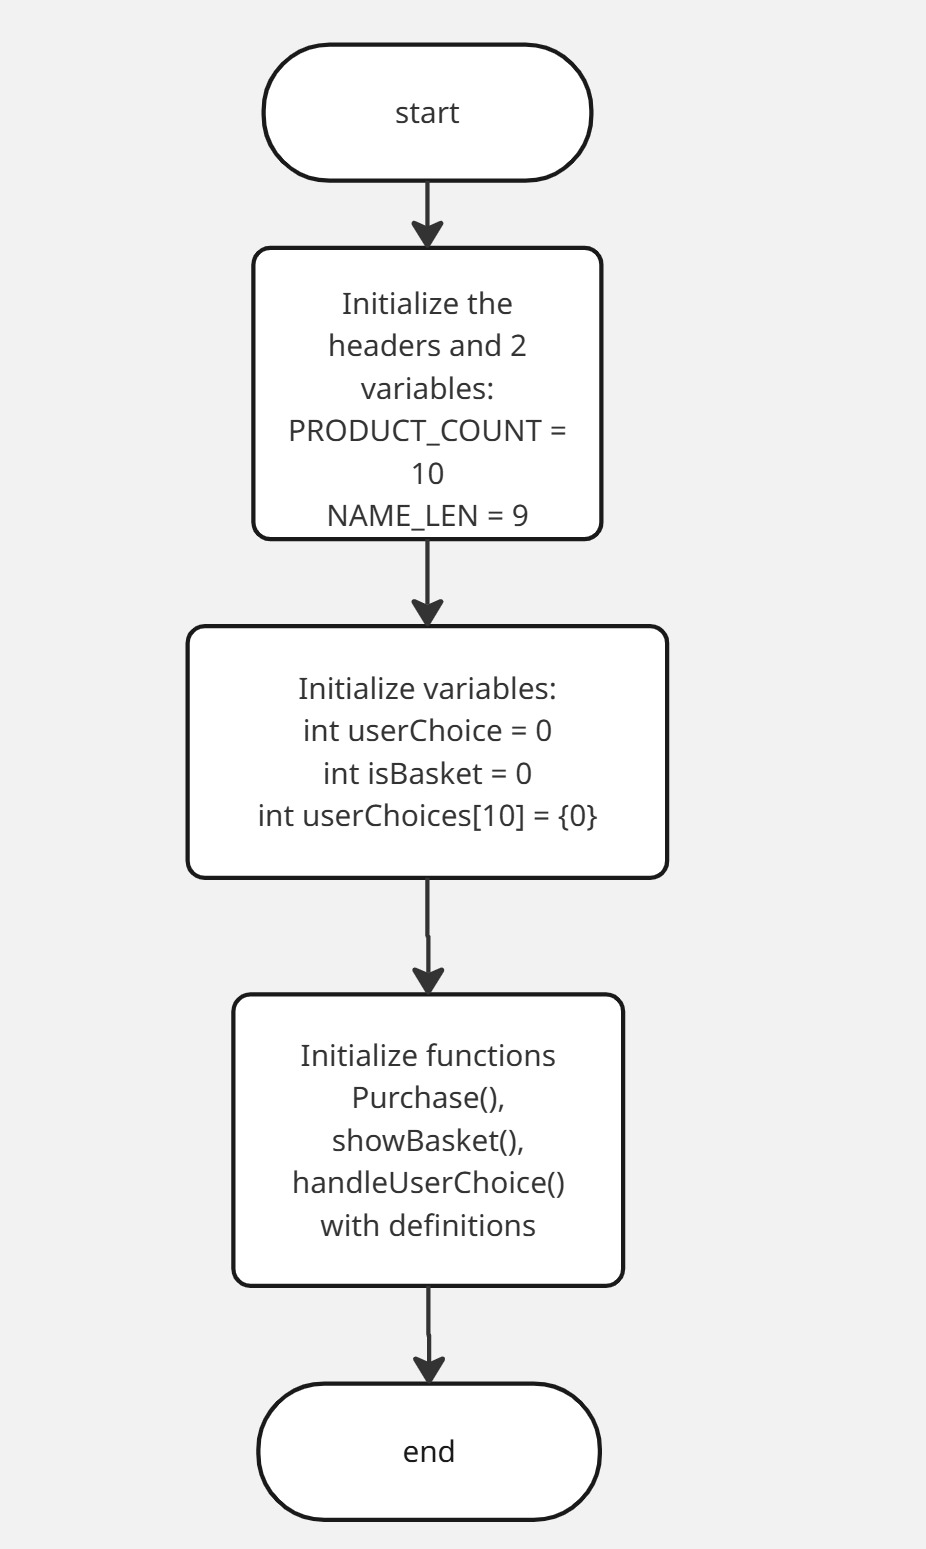 start
Initialize the
headers and 2
variables:
PRODUCT_COUNT =
10
NAME_LEN = 9
Initialize variables:
int userChoice = 0
int isBasket = 0
int userChoices[10] = {0}
Initialize functions
Purchase(),
showBasket(),
handleUserChoice()
with definitions
end